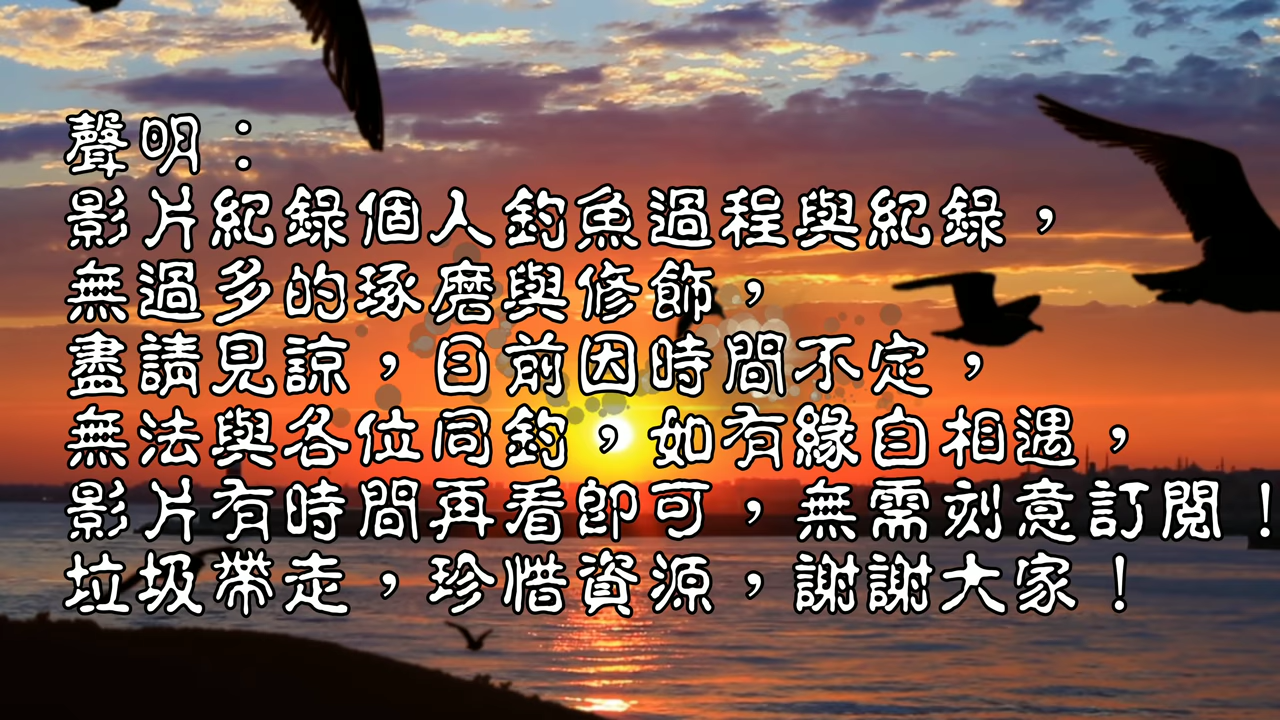 聲明：
影片紀錄個人釣魚過程與紀錄，
無過多的琢磨與修飾，
盡請見諒，目前因時間不定，
無法與各位同釣，如有緣自相遇，
影片有時間再看即可，無需刻意訂閱！
垃圾帶走，珍惜資源，謝謝大家！